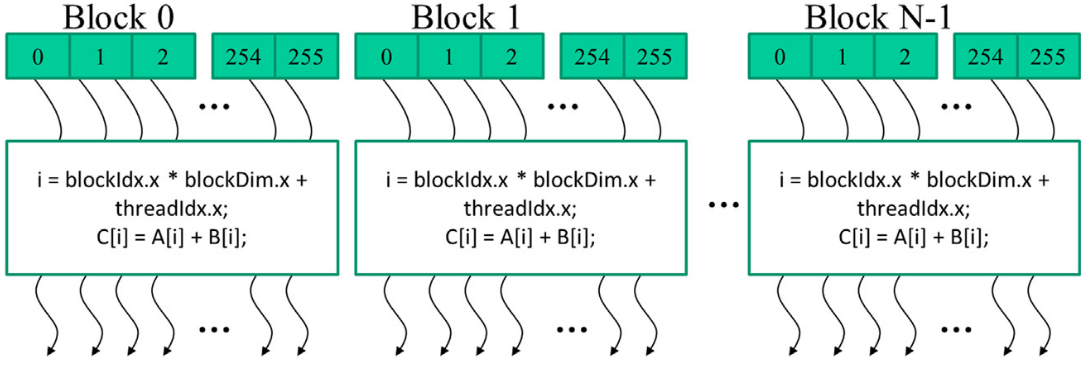 Block 0
0 1 2 ... 254 255
...
i = blockIdx.x * blockDim.x +
threadIdx.x;
C[i] = A[i] + B[i];
...
Block 1
0 1 2 254 255
...
i = blockIdx.x * blockDim.x +
threadIdx.x;
C[i] = A[i] + B[i];
...
...
Block N-1
0 1 2 254 255
...
i = blockIdx.x * blockDim.x +
threadIdx.x;
C[i] = A[i] + B[i];
...